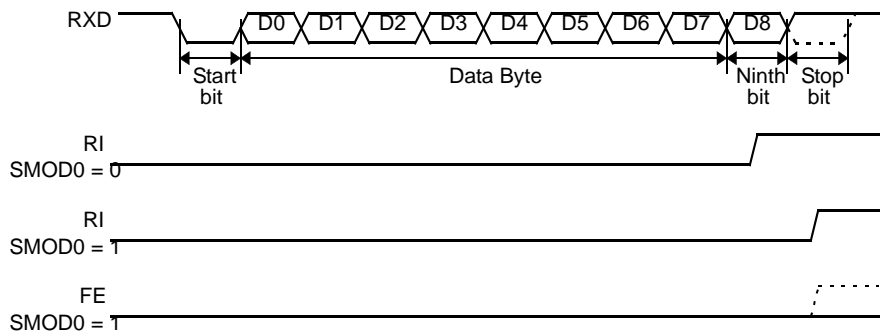 RXD
D0 D1 D2 D3 D4 D5 D6 D7 D8
Start
bit
Data Byte
Ninth
bit
Stop
bit
RI
SMOD0 = 0
RI
SMOD0 = 1
FE
SMOD0 = 1